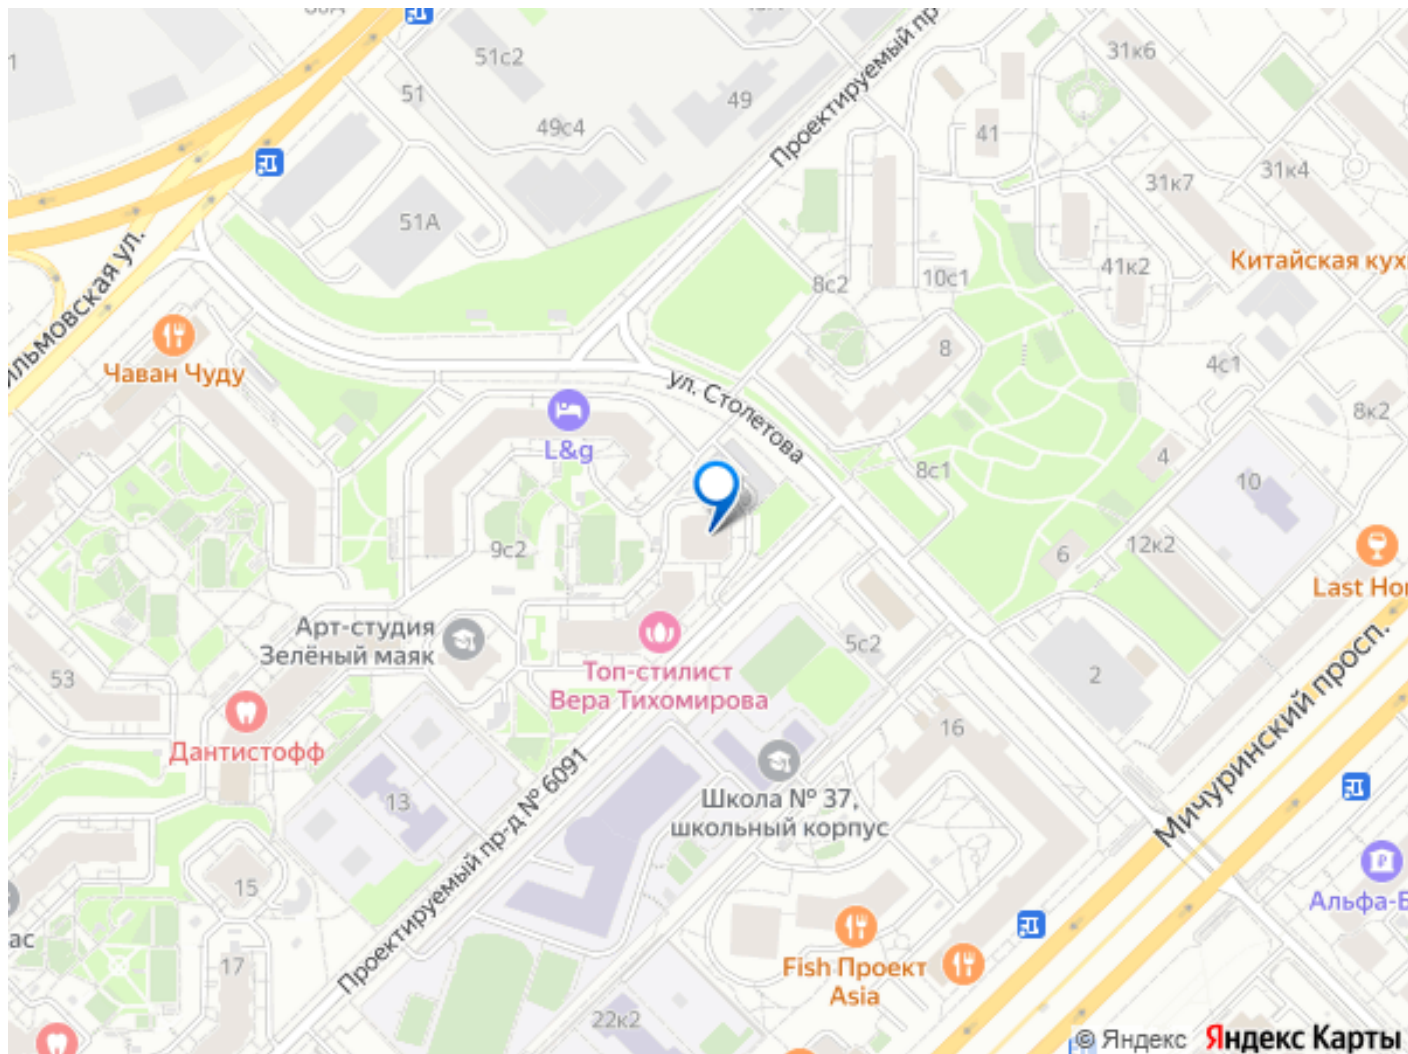 51с2
Проектируемый пр
31к6
51
49
49с4
41
31к7
31к4
51А
Китайская кух
41к2
10с1
8с2
ильмовская ул.
Чаван Чуду
8
4с1
ул. Столетова
8к2
L&g
8с1
4
10
9с2
12к2
6
Last Hor
Арт-студия
Зелёный маяк
5с2
53
Топ-стилист
Вера Тихомирова
2
Мичуринский просп.
16
Дантистофф
Проектируемый пр-д № 6091
Школа № 37,
школьный корпус
13
15
Альфа-Б
ас
17
Fish Проект
Asia
22к2
© Яндекс Яндекс Карты